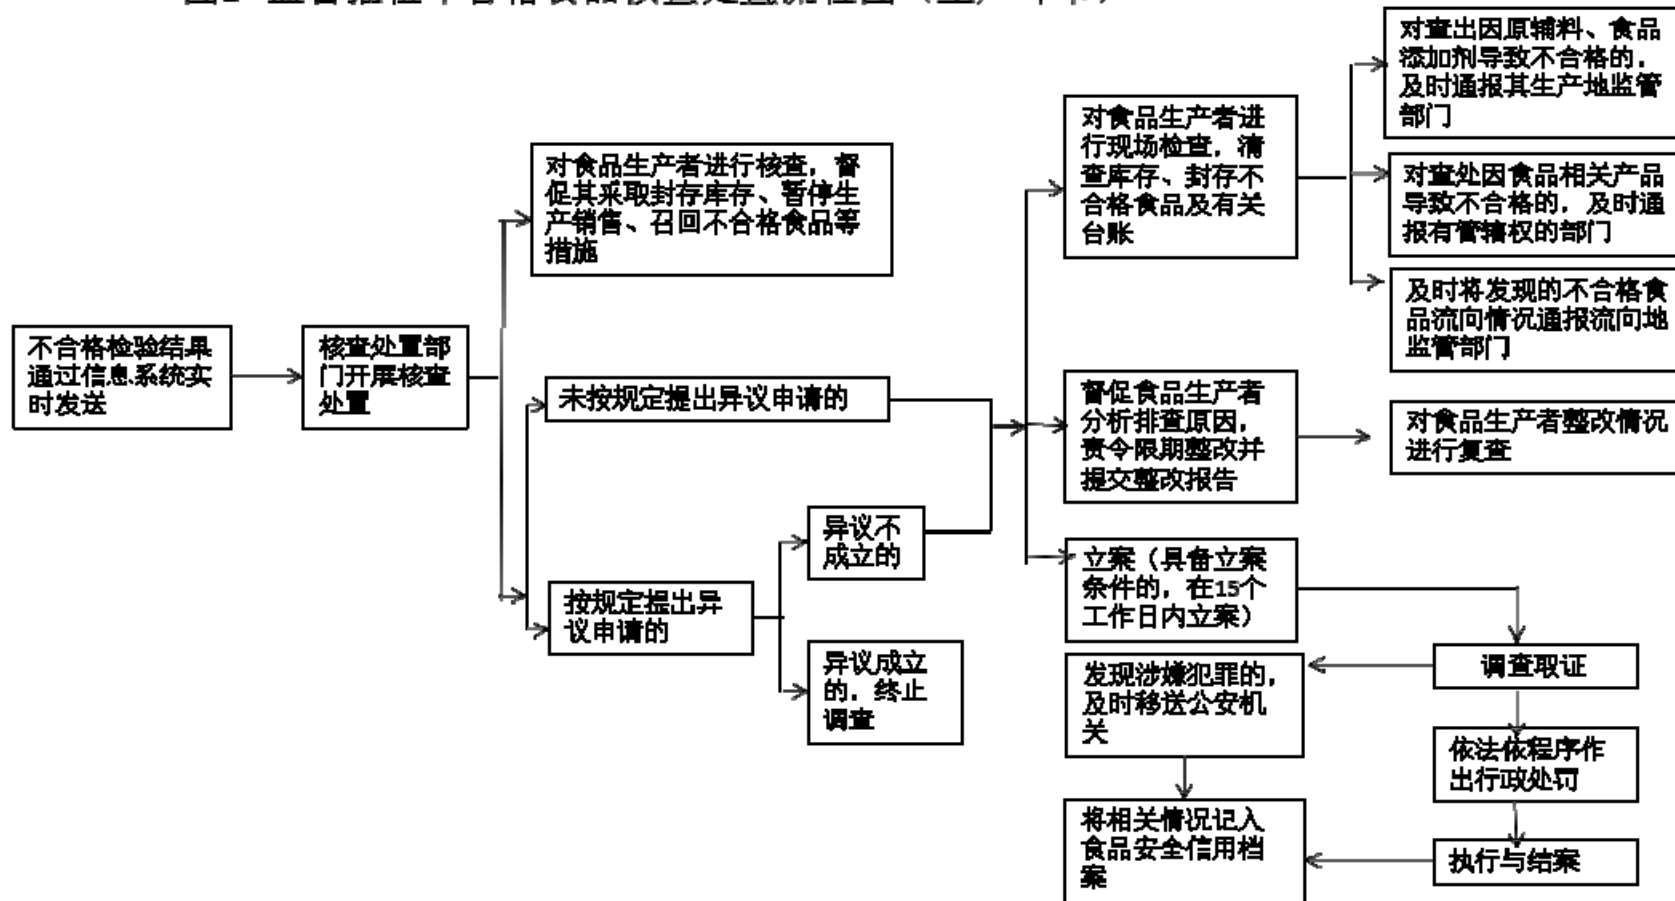 不合格检验结果
通过信息系统实
时发送
核查处置部
门开展核查
处置
对食品生产者进行核查，督
促其采取封存库存、暂停生
产销售、召回不合格食品等
措施
未按规定提出异议申请的
按规定提出异
议申请的
异议不
成立的
异议成立
的，终止
调查
对食品生产者进
行现场检查，清
查库存、封存不
合格食品及有关
台账
对查出因原辅料、食品
添加剂导致不合格的，
及时通报其生产地监管
部门
对查处因食品相关产品
导致不合格的，及时通
报有管辖权的部门
及时将发现的不合格食
品流向情况通报流向地
监管部门
督促食品生产者
分析排查原因，
责令限期整改并
提交整改报告
对食品生产者整改情况
进行复查
立案（具备立案
条件的，在15个
工作日内立案）
调查取证
发现涉嫌犯罪的，
及时移送公安机
关
依法依程序作
出行政处罚
执行与结案
将相关情况记入
食品安全信用档
案